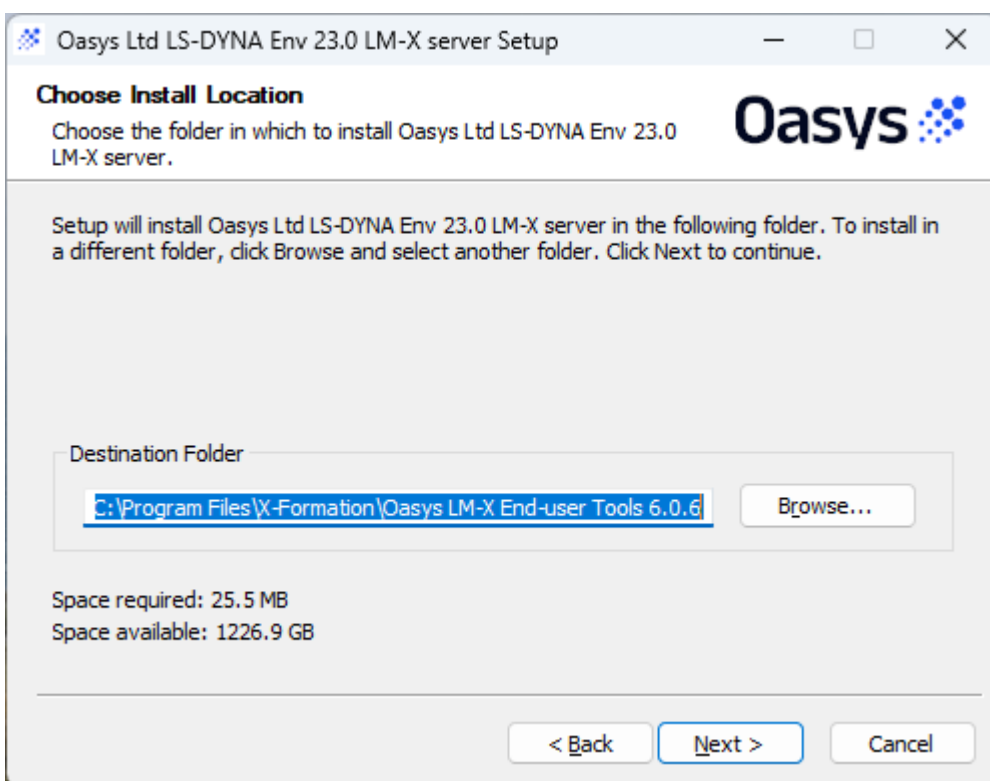 Oasys Ltd LS-DYNA Env 23.0 LM-X server Setup
Choose Install Location
Choose the folder in which to install Oasys Ltd LS-DYNA Env 23.0
LM-X server.
Oasys
Setup will install Oasys Ltd LS-DYNA Env 23.0 LM-X server in the following folder. To install in
a different folder, click Browse and select another folder. Click Next to continue.
Destination Folder
C:\Program Files\X-Formation\Oasys LM-X End-user Tools 6.0.6
Browse...
Space required: 25.5 MB
Space available: 1226.9 GB
< Back
Next >
Cancel